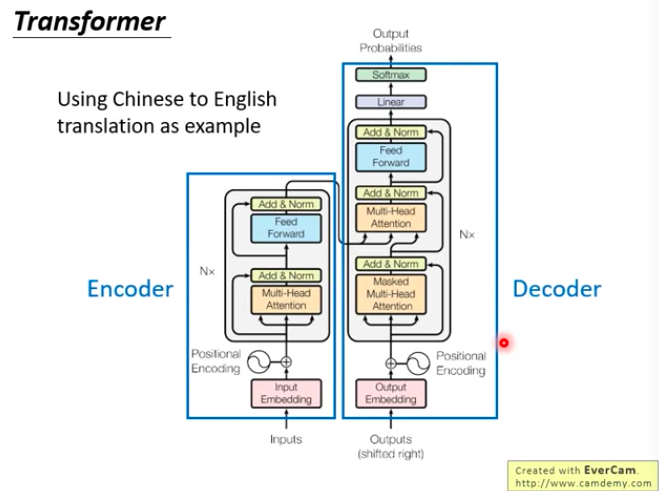 Transformer
Using Chinese to English
translation as example
Encoder
Decoder
Output
Probabilities
Softmax
Linear
Add & Norm
Feed
Forward
Add & Norm
Multi-Head
Attention
Nx
Add & Norm
Masked
Multi-Head
Attention
Positional
Encoding
Output
Embedding
Outputs
(shifted right)
Add & Norm
Feed
Forward
Nx
Add & Norm
Multi-Head
Attention
Positional
Encoding
Input
Embedding
Inputs
Created with EverCam.
http://www.camdemy.com